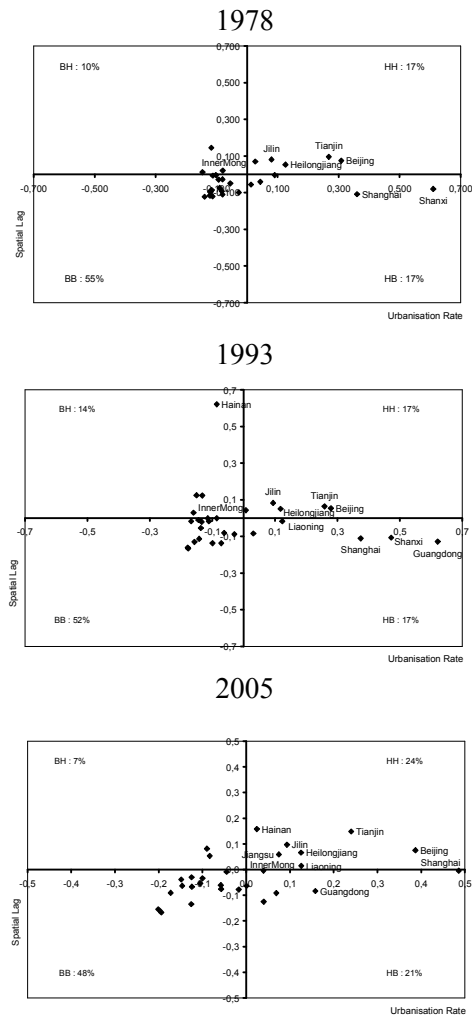 1978
0,700
BH : 10%
HH : 17%
0,500
0,300
Jilin
Tianjin
0,100
InnerMong
Heilongjiang
Beijing
-0,700
-0,500
-0,300
-0,100
0,100
0,300
0,500
0,700
Shanghai
Shanxi
-0,300
BB : 55%
-0,500
HB : 17%
-0,700
Spatial Lag
Urbanisation Rate
1993
0,7
BH : 14%
Hainan
HH : 17%
0,5
0,3
Jilin
Tianjin
0,1
InnerMong
Heilongjiang
Beijing
-0,7
-0,5
-0,3
-0,1
0,1
0,3
0,5
0,7
Liaoning
Shanghai
Shanxi
Guangdong
-0,3
-0,5
BB : 52%
HB : 17%
-0,7
Spatial Lag
Urbanisation Rate
2005
0,5
BH : 7%
HH : 24%
0,4
0,3
0,2
Hainan
Tianjin
0,1
Jilin
Jiangsu
Heilongjiang
Beijing
InnerMong
Liaoning
Shanghai
0,0
-0,5
-0,4
-0,3
-0,2
-0,1
0,0
0,1
0,2
0,3
0,4
0,5
Guangdong
-0,1
-0,2
-0,3
BB : 48%
-0,4
HB : 21%
-0,5
Spatial Lag
Urbanisation Rate